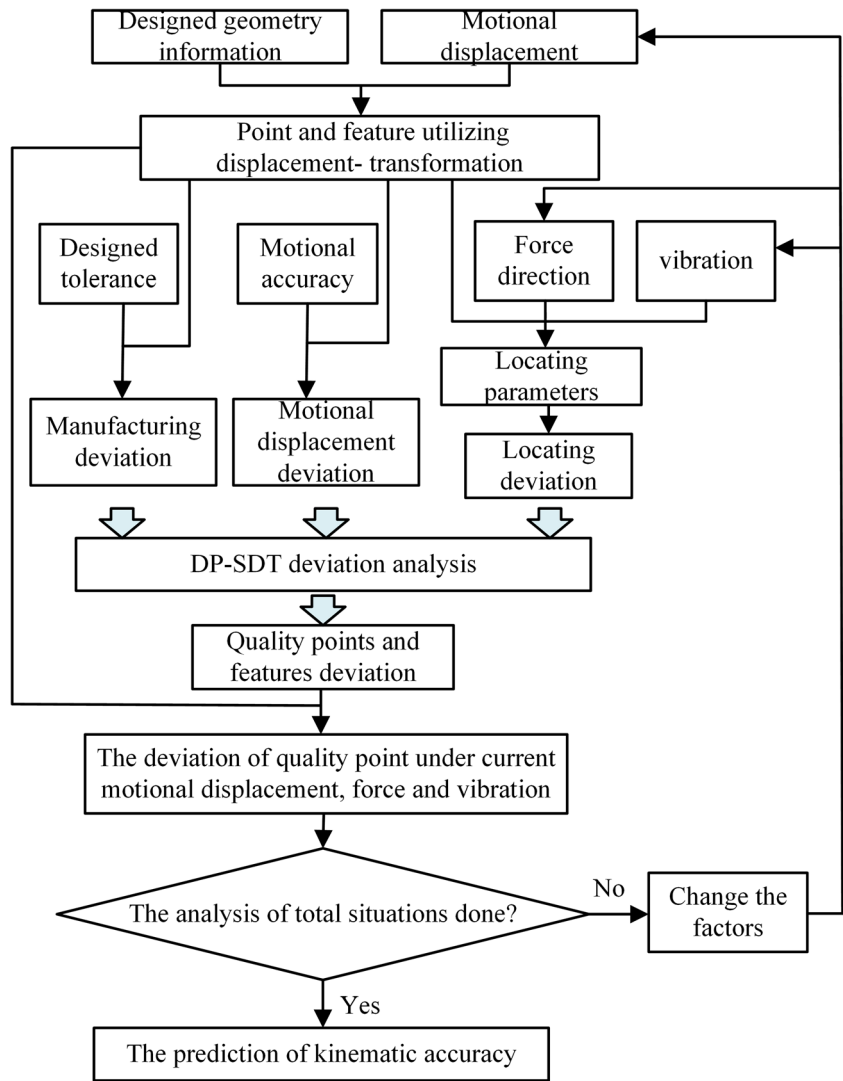 Designed geometry
information
Motional
displacement
Point and feature utilizing
displacement- transformation
Designed
tolerance
Motional
accuracy
Force
direction
vibration
Locating
parameters
Manufacturing
deviation
Motional
displacement
deviation
Locating
deviation
DP-SDT deviation analysis
Quality points and
features deviation
The deviation of quality point under current
motional displacement, force and vibration
The analysis of total situations done?
No
Change the
factors
Yes
The prediction of kinematic accuracy